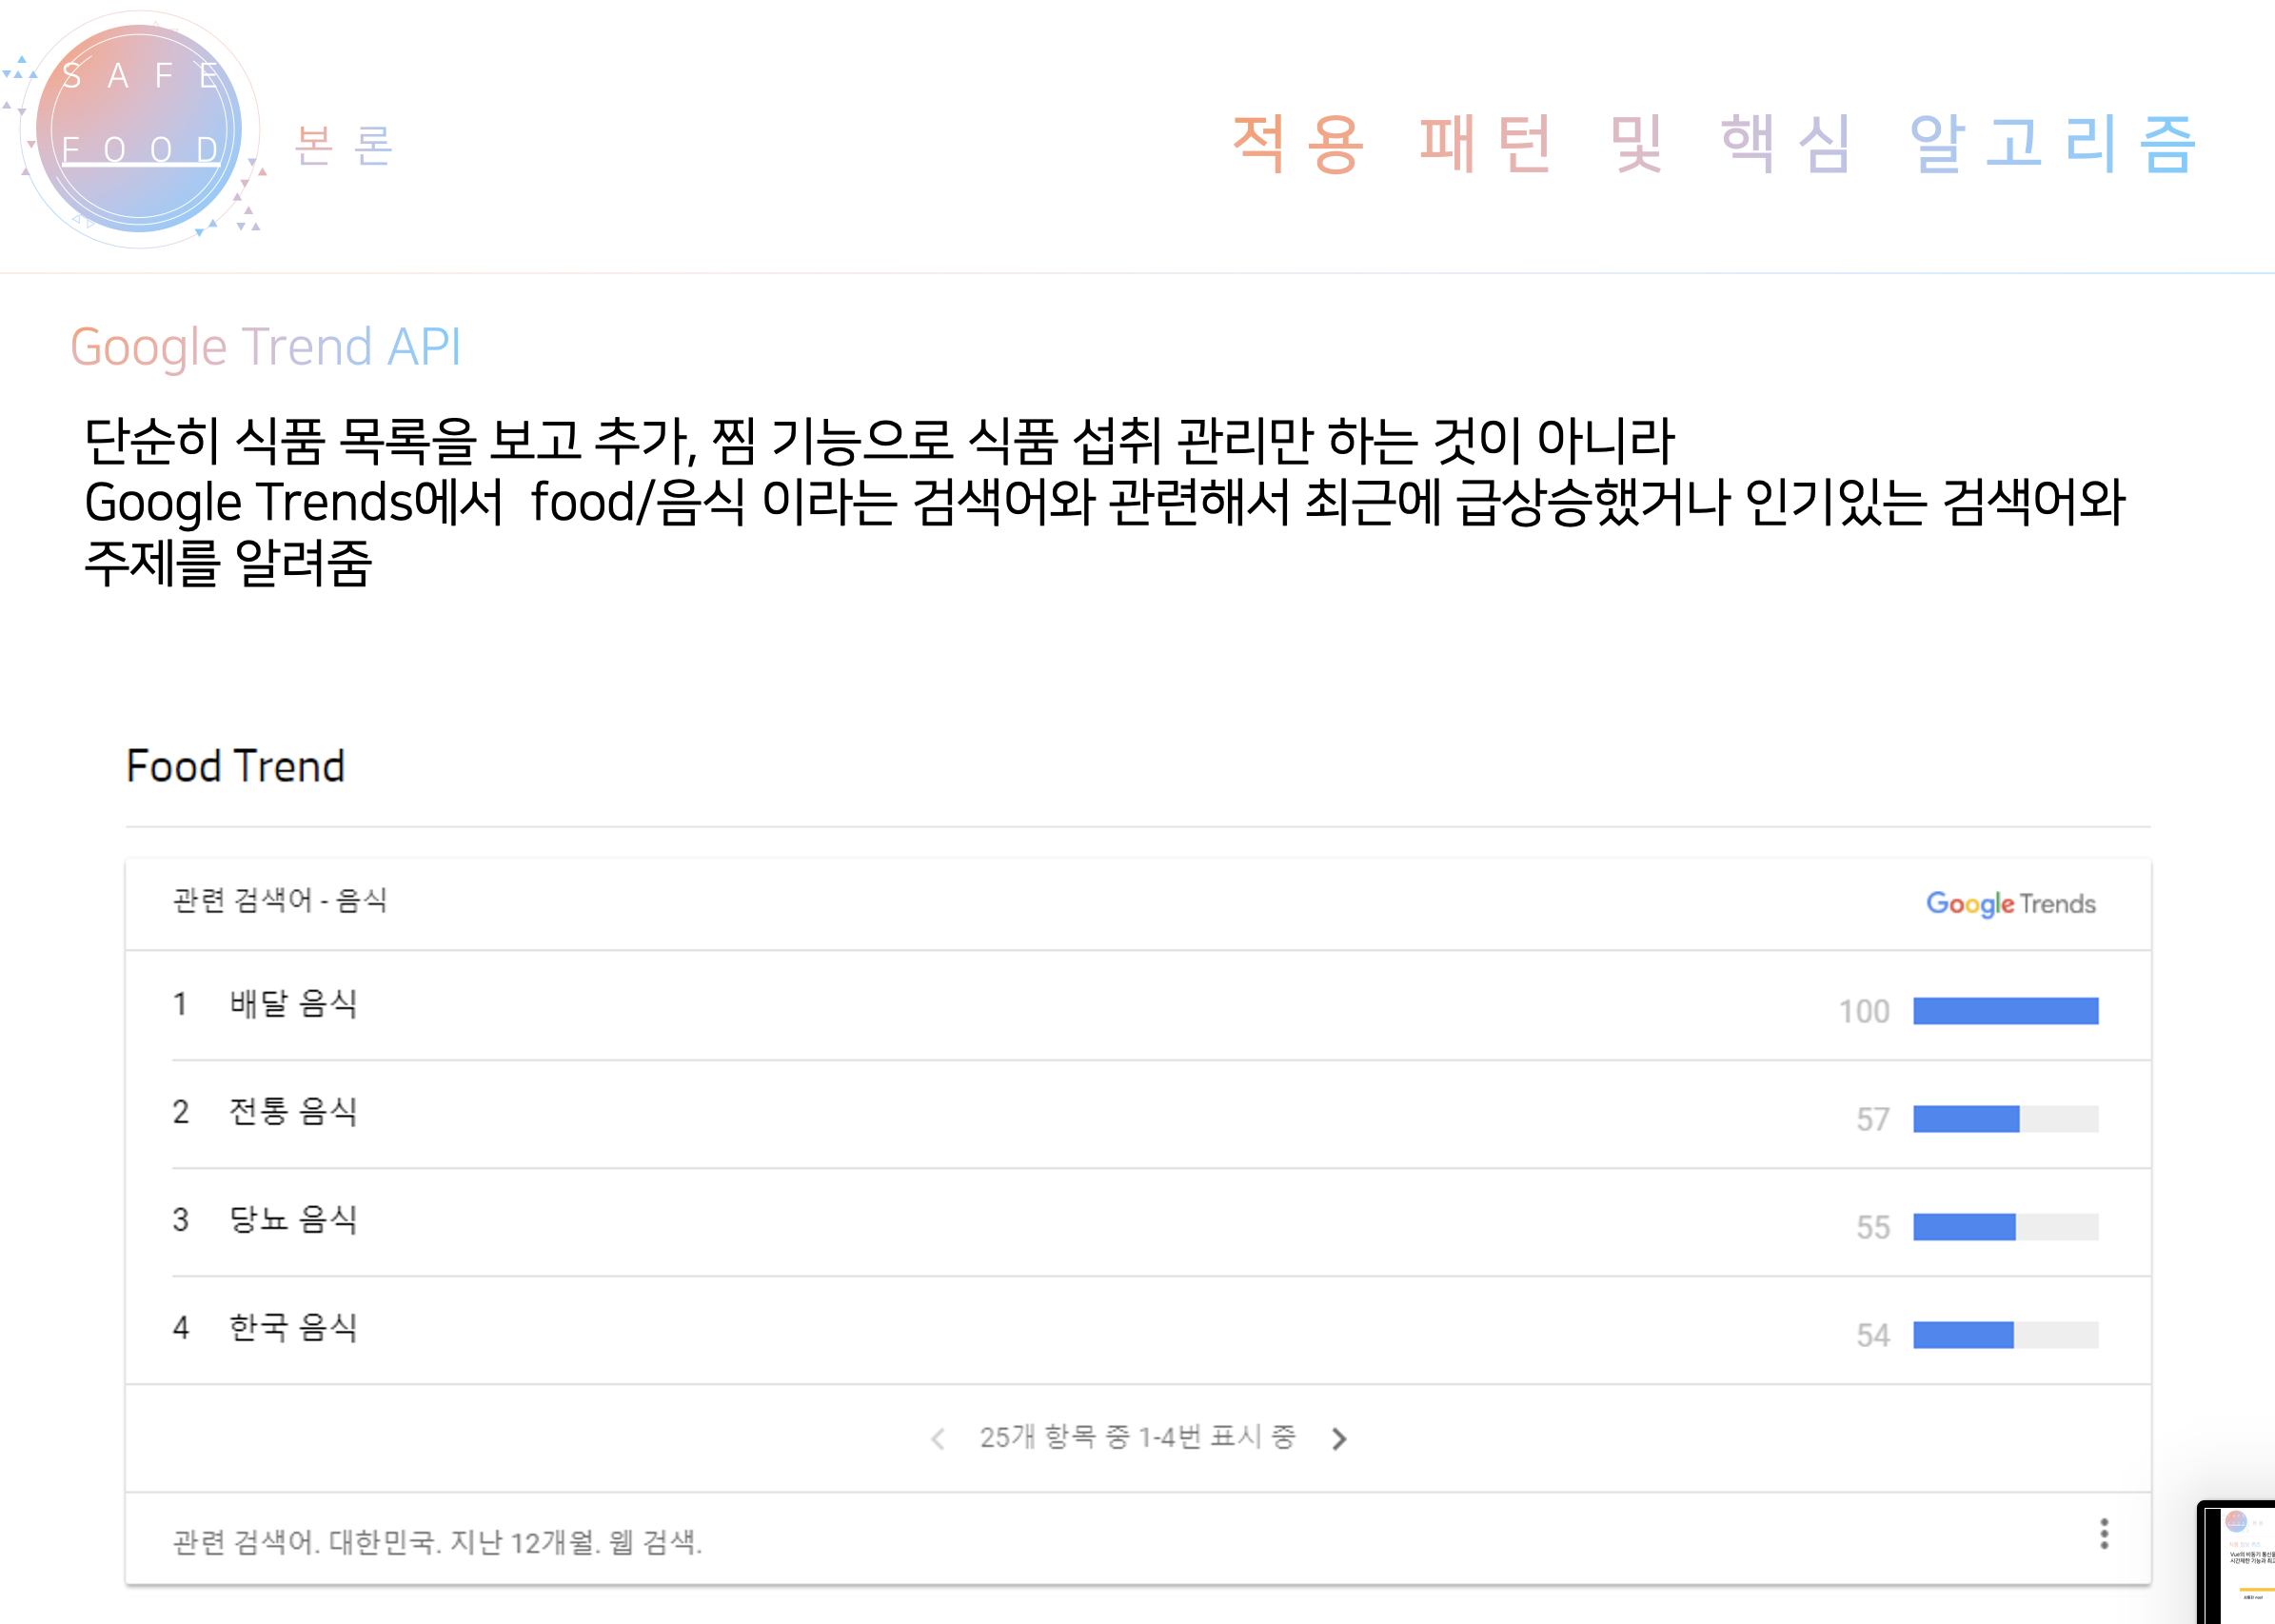 SAFE
FOOD
본론
적용 패턴 및 핵심 알고리즘
Google Trend API
단순히 식품 목록을 보고 추가, 찜 기능으로 식품 섭취 관리만 하는 것이 아니라
Google Trends에서 food/음식 이라는 검색어와 관련해서 최근에 급상승했거나 인기있는 검색어와
주제를 알려줌
Food Trend
관련 검색어 - 음식
Google Trends
1 배달 음식 100
2 전통 음식 57
3 당뇨 음식 55
4 한국 음식 54
25개 항목 중 1-4번 표시 중
관련 검색어. 대한민국. 지난 12개월. 웹 검색.